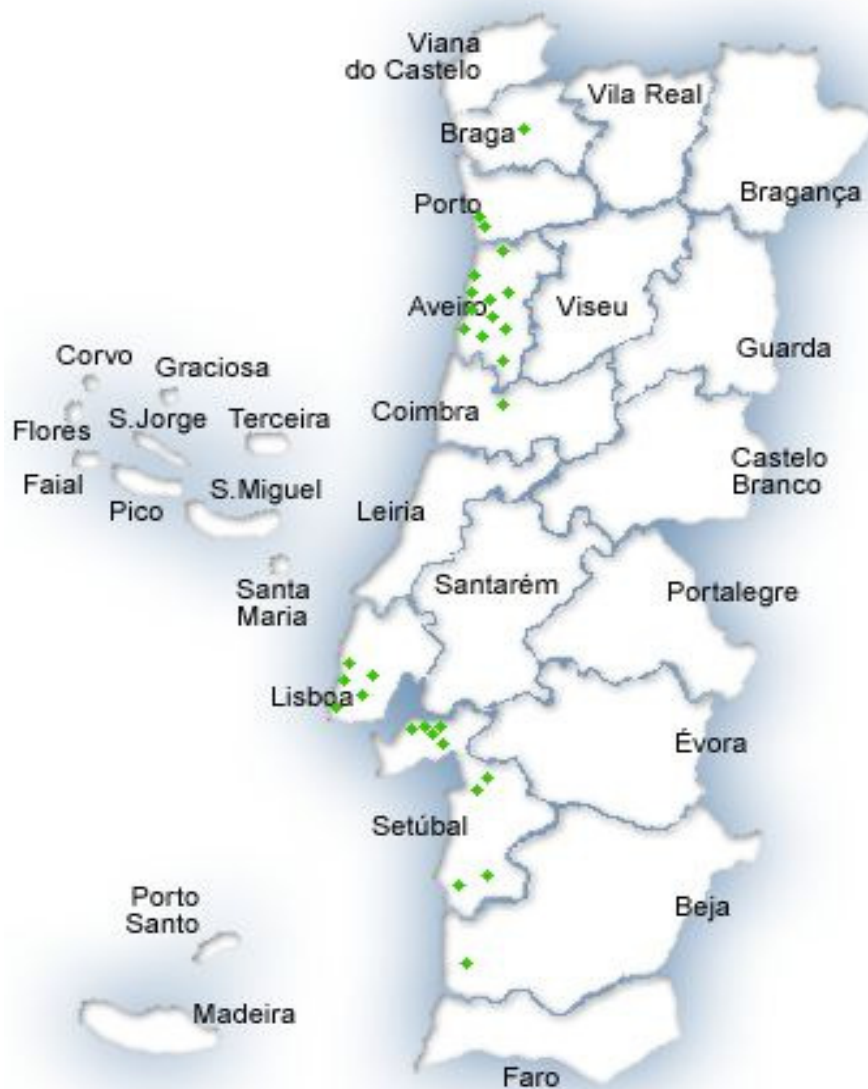 Viana
do Castelo
Vila Real
Braga
Bragança
Porto
Aveiro
Viseu
Guarda
Corvo
Graciosa
Coimbra
Flores
S.Jorge
Terceira
Castelo
Branco
Faial
Pico
S.Miguel
Leiria
Santa
Maria
Santarém
Portalegre
Lisboa
Évora
Setúbal
Porto
Santo
Beja
Madeira
Faro